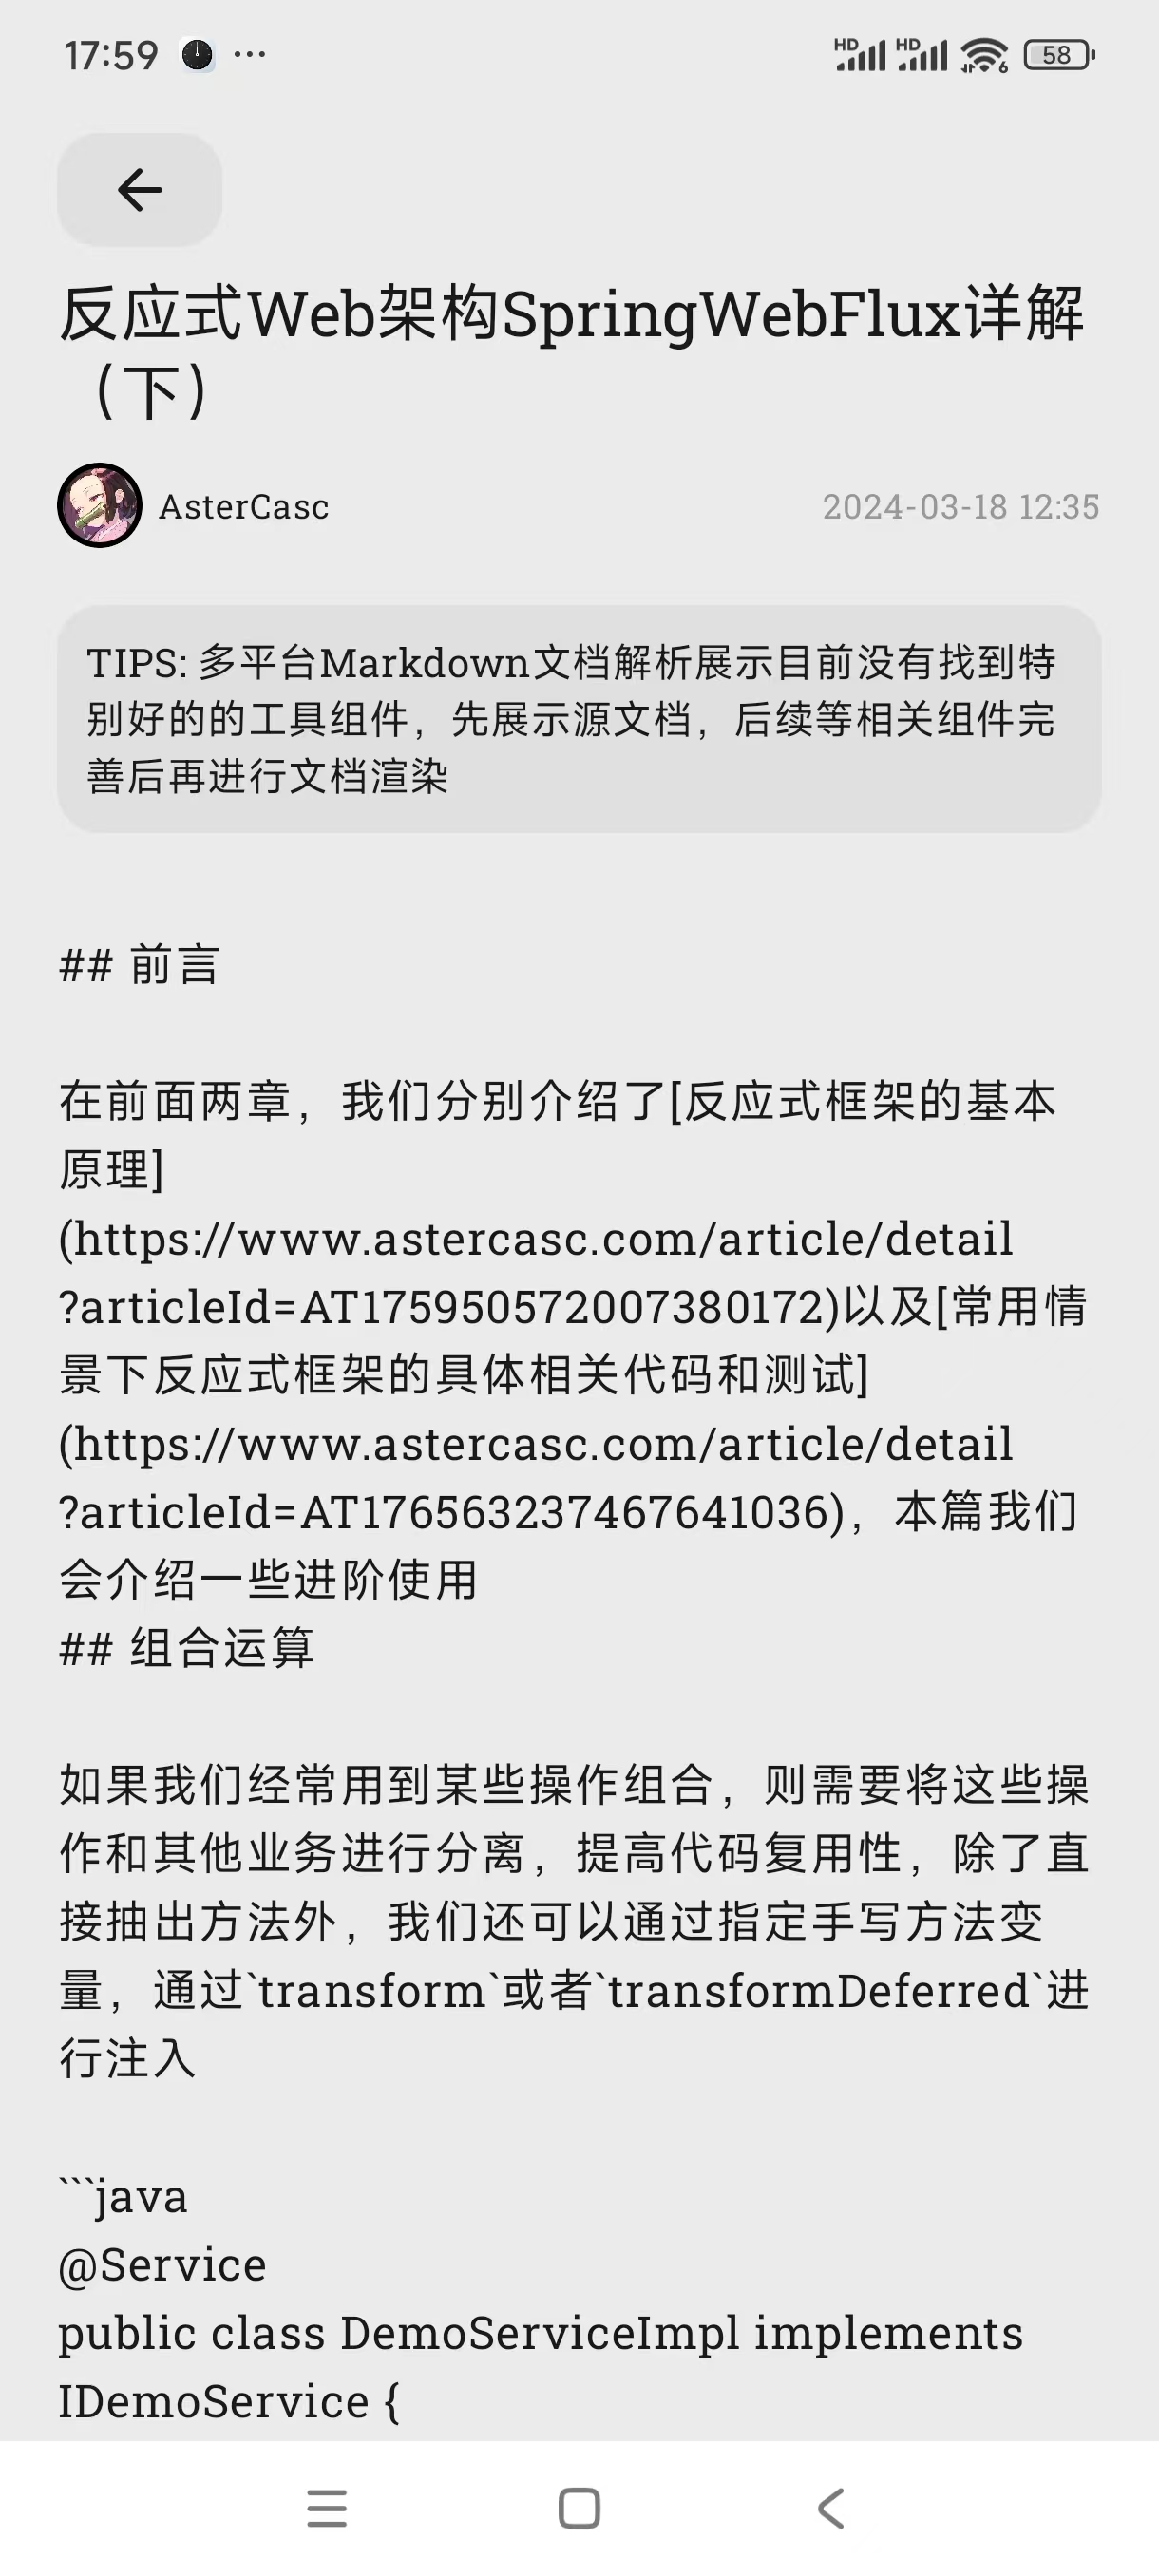 17:59 ...
HD HD 6 58
反应式Web架构SpringWebFlux详解
（下）
AsterCasc 2024-03-18 12:35
TIPS: 多平台Markdown文档解析展示目前没有找到特
别好的的工具组件，先展示源文档，后续等相关组件完
善后再进行文档渲染
## 前言
在前面两章，我们分别介绍了[反应式框架的基本
原理]
(https://www.astercasc.com/article/detail
?articleId=AT175950572007380172)以及[常用情
景下反应式框架的具体相关代码和测试]
(https://www.astercasc.com/article/detail
?articleId=AT176563237467641036)，本篇我们
会介绍一些进阶使用
## 组合运算
如果我们经常用到某些操作组合，则需要将这些操
作和其他业务进行分离，提高代码复用性，除了直
接抽出方法外，我们还可以通过指定手写方法变
量，通过`transform`或者`transformDeferred`进
行注入
```java
@Service
public class DemoServiceImpl implements
IDemoService {